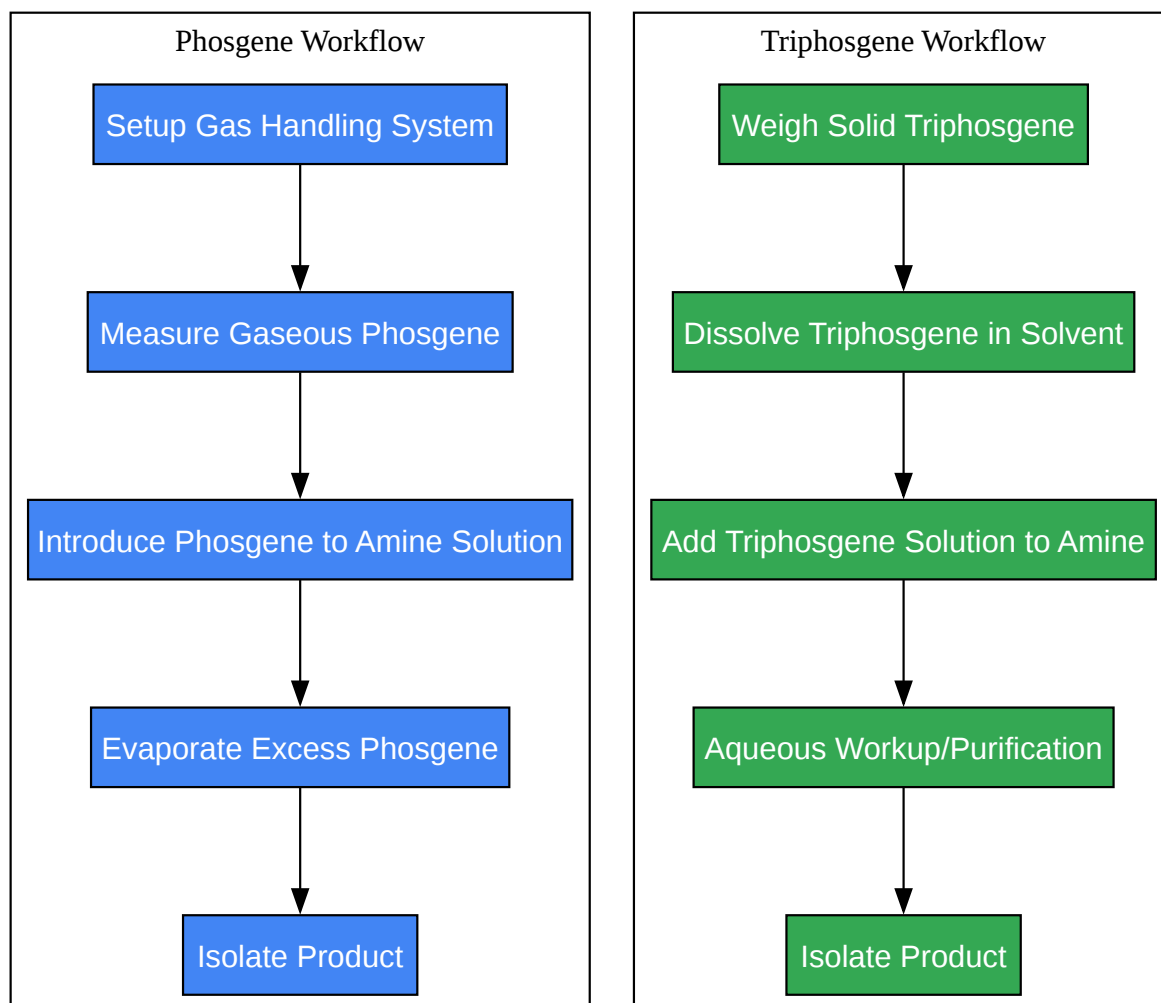 Phosgene Workflow
Setup Gas Handling System
Measure Gaseous Phosgene
Introduce Phosgene to Amine Solution
Evaporate Excess Phosgene
Isolate Product
Triphosgene Workflow
Weigh Solid Triphosgene
Dissolve Triphosgene in Solvent
Add Triphosgene Solution to Amine
Aqueous Workup/Purification
Isolate Product